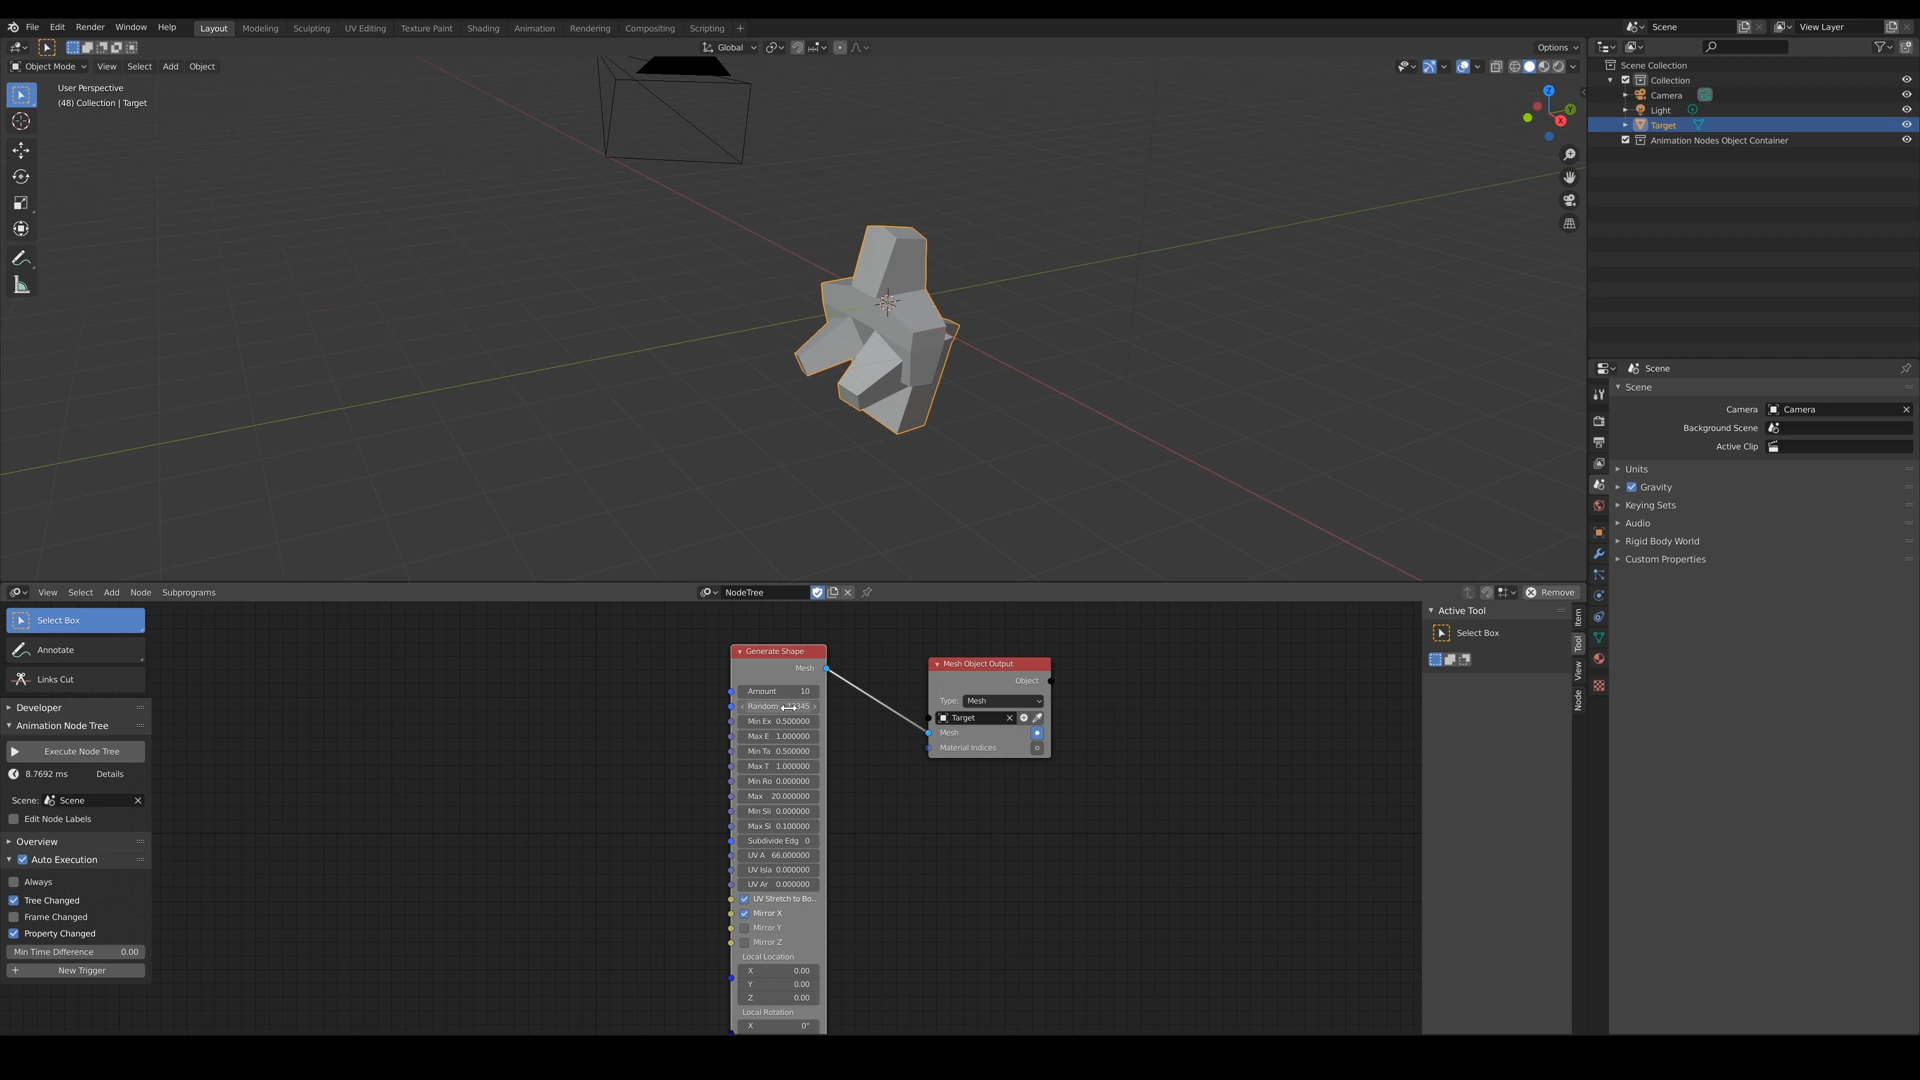 File Edit Render Window Help
Layout Modeling Sculpting UV Editing Texture Paint Shading Animation Rendering Compositing Scripting +
Scene
View Layer
Global
Options
Object Mode View Select Add Object
User Perspective
(48) Collection | Target
Z
Y
X
Scene Collection
Collection
Camera
Light
Target
Animation Nodes Object Container
Scene
Scene
Camera Camera
Background Scene
Active Clip
Units
Gravity
Keying Sets
Audio
Rigid Body World
Custom Properties
View Select Add Node Subprograms
NodeTree
Remove
Select Box
Annotate
Links Cut
Developer
Animation Node Tree
Execute Node Tree
8.7692 ms Details
Scene: Scene
Edit Node Labels
Overview
Auto Execution
Always
Tree Changed
Frame Changed
Property Changed
Min Time Difference 0.00
New Trigger
Generate Shape
Mesh
Amount 10
Random
Min Ex 0.500000
Max E 1.000000
Min Ta 0.500000
Max T 1.000000
Min Ro 0.000000
Max 20.000000
Min Sli 0.000000
Max Sl 0.100000
Subdivide Edg 0
UV A 66.000000
UV Isla 0.000000
UV Ar 0.000000
UV Stretch to Bo..
Mirror X
Mirror Y
Mirror Z
Local Location
X 0.00
Y 0.00
Z 0.00
Local Rotation
X 0°
Mesh Object Output
Object
Type: Mesh
Target
Mesh
Material Indices
Active Tool
Select Box
Item
Tool
View
Node